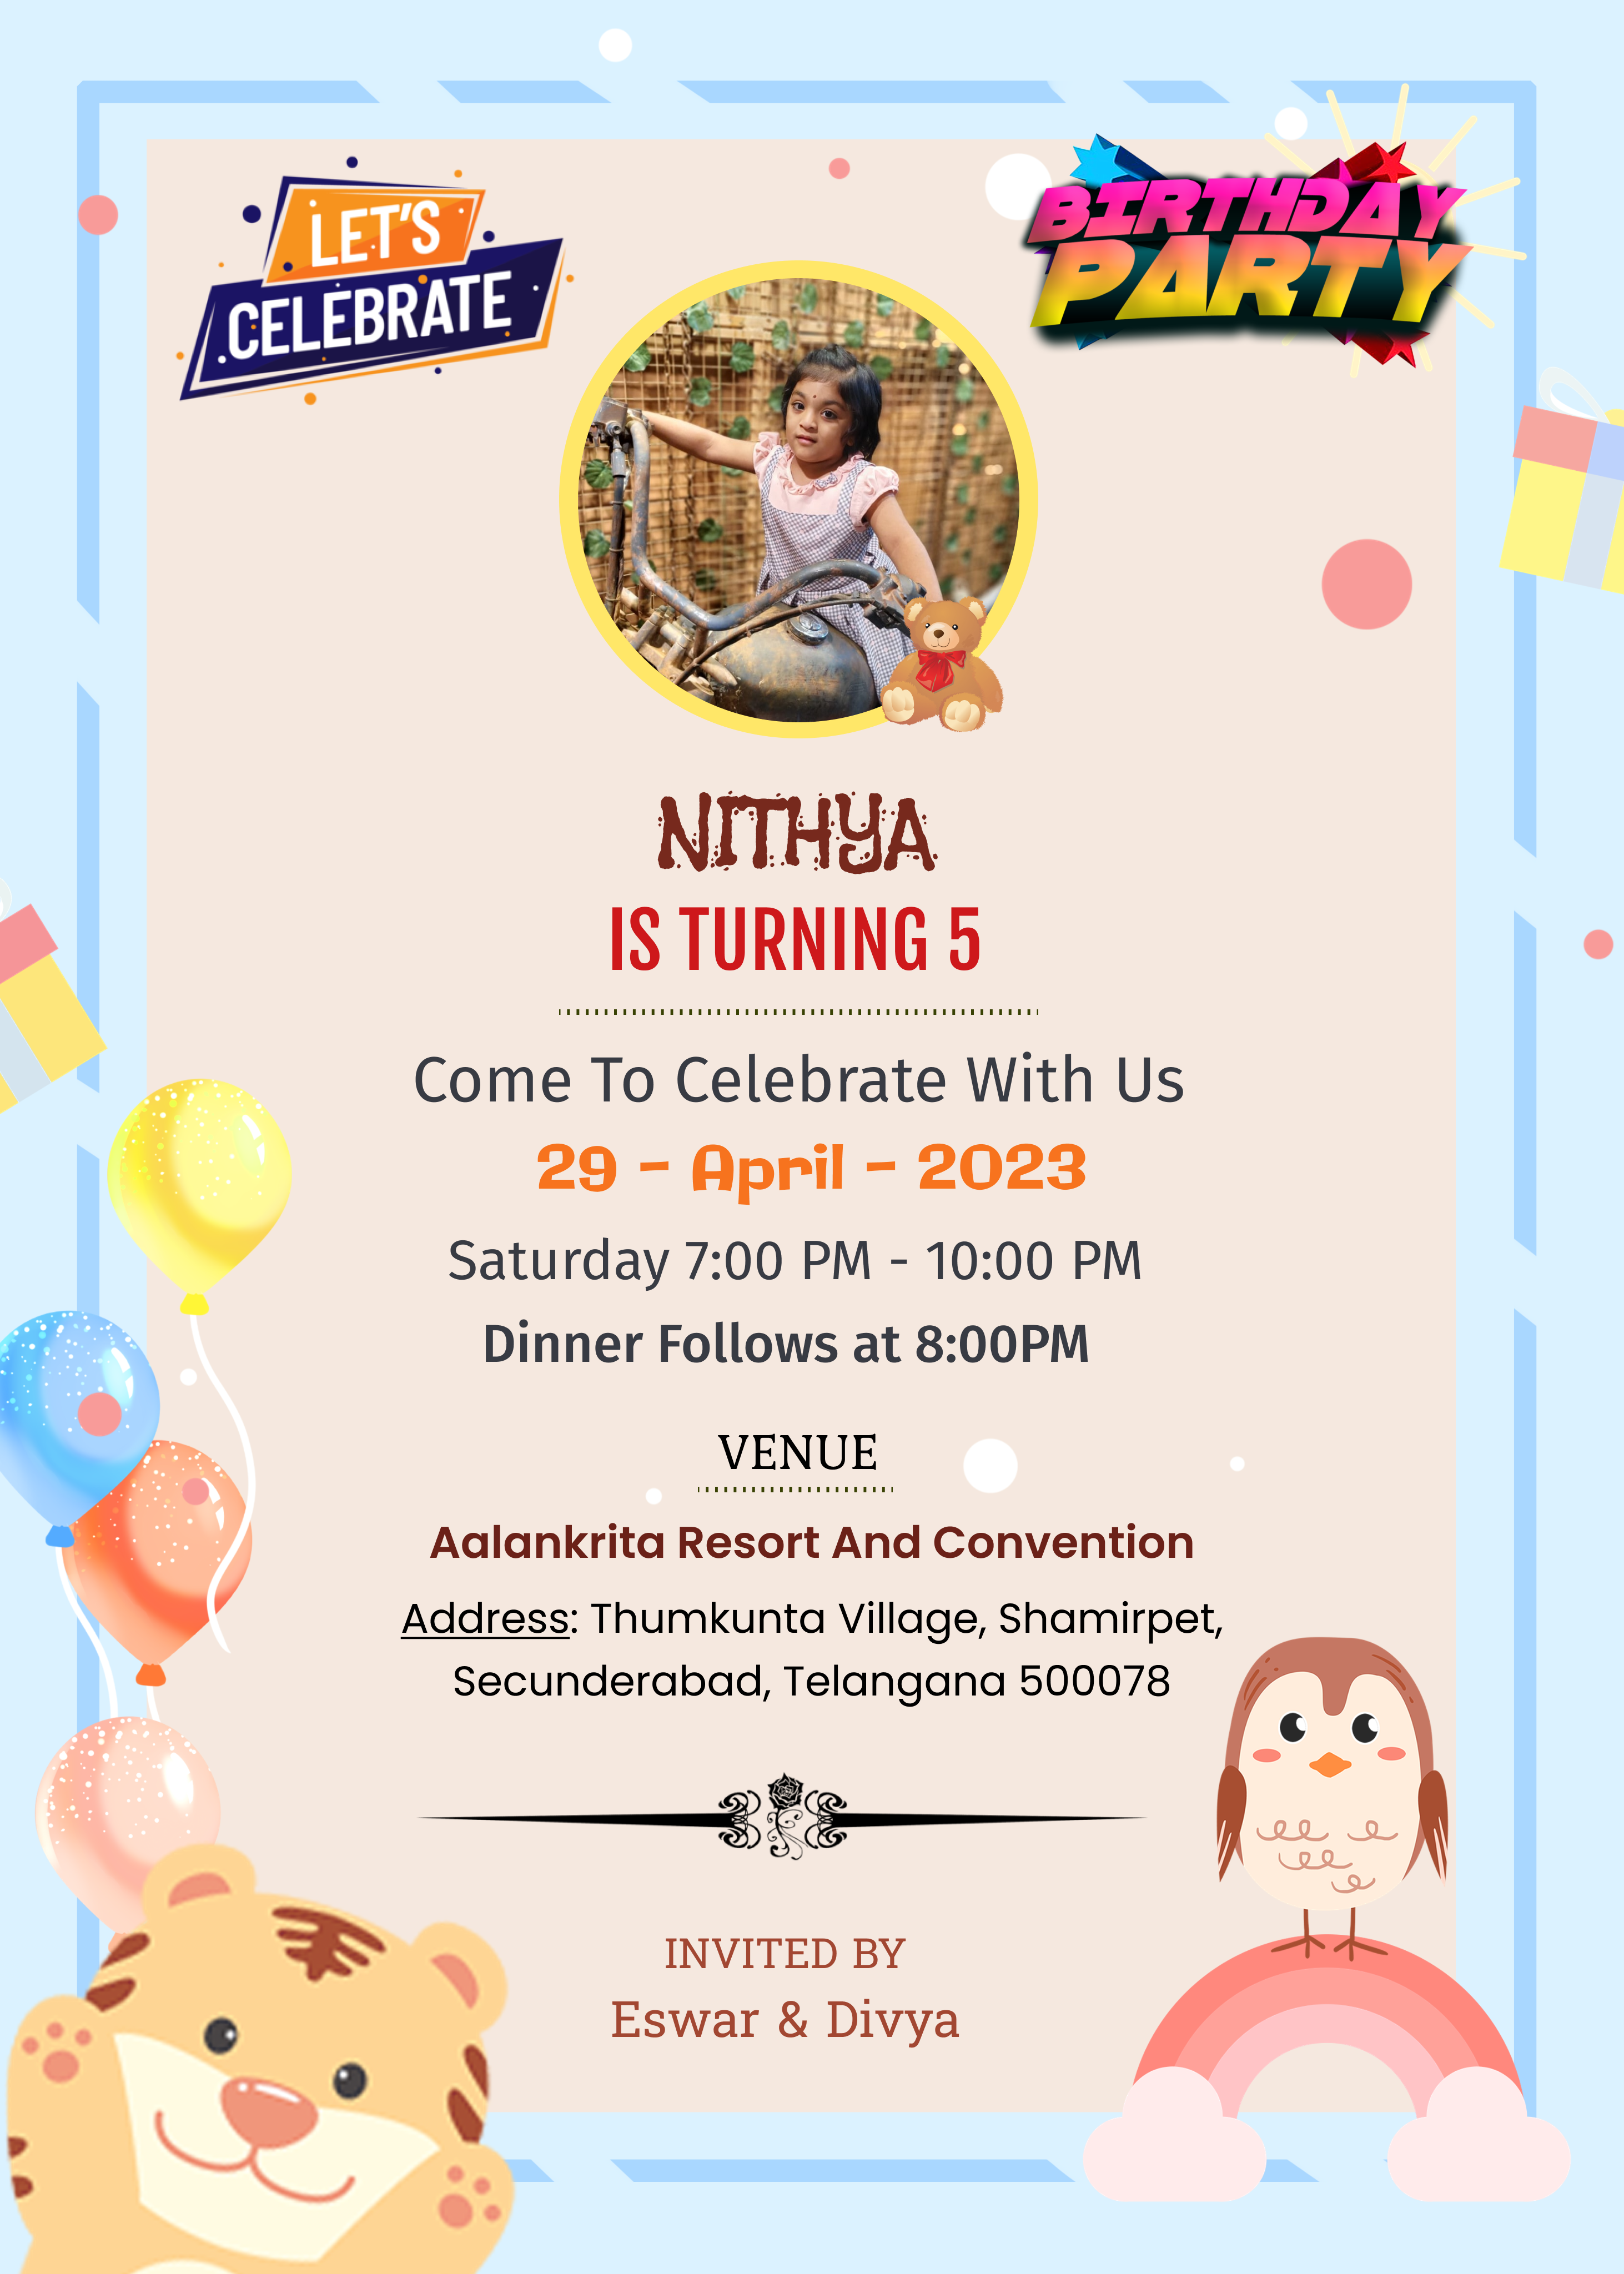 LET'S
CELEBRATE
BIRTHDAY
PARTY
NITHYA
IS TURNING 5
Come To Celebrate With Us
29 - April - 2023
Saturday 7:00 PM - 10:00 PM
Dinner Follows at 8:00PM
VENUE
Aalankrita Resort And Convention
Address: Thumkunta Village, Shamirpet,
Secunderabad, Telangana 500078
INVITED BY
Eswar & Divya